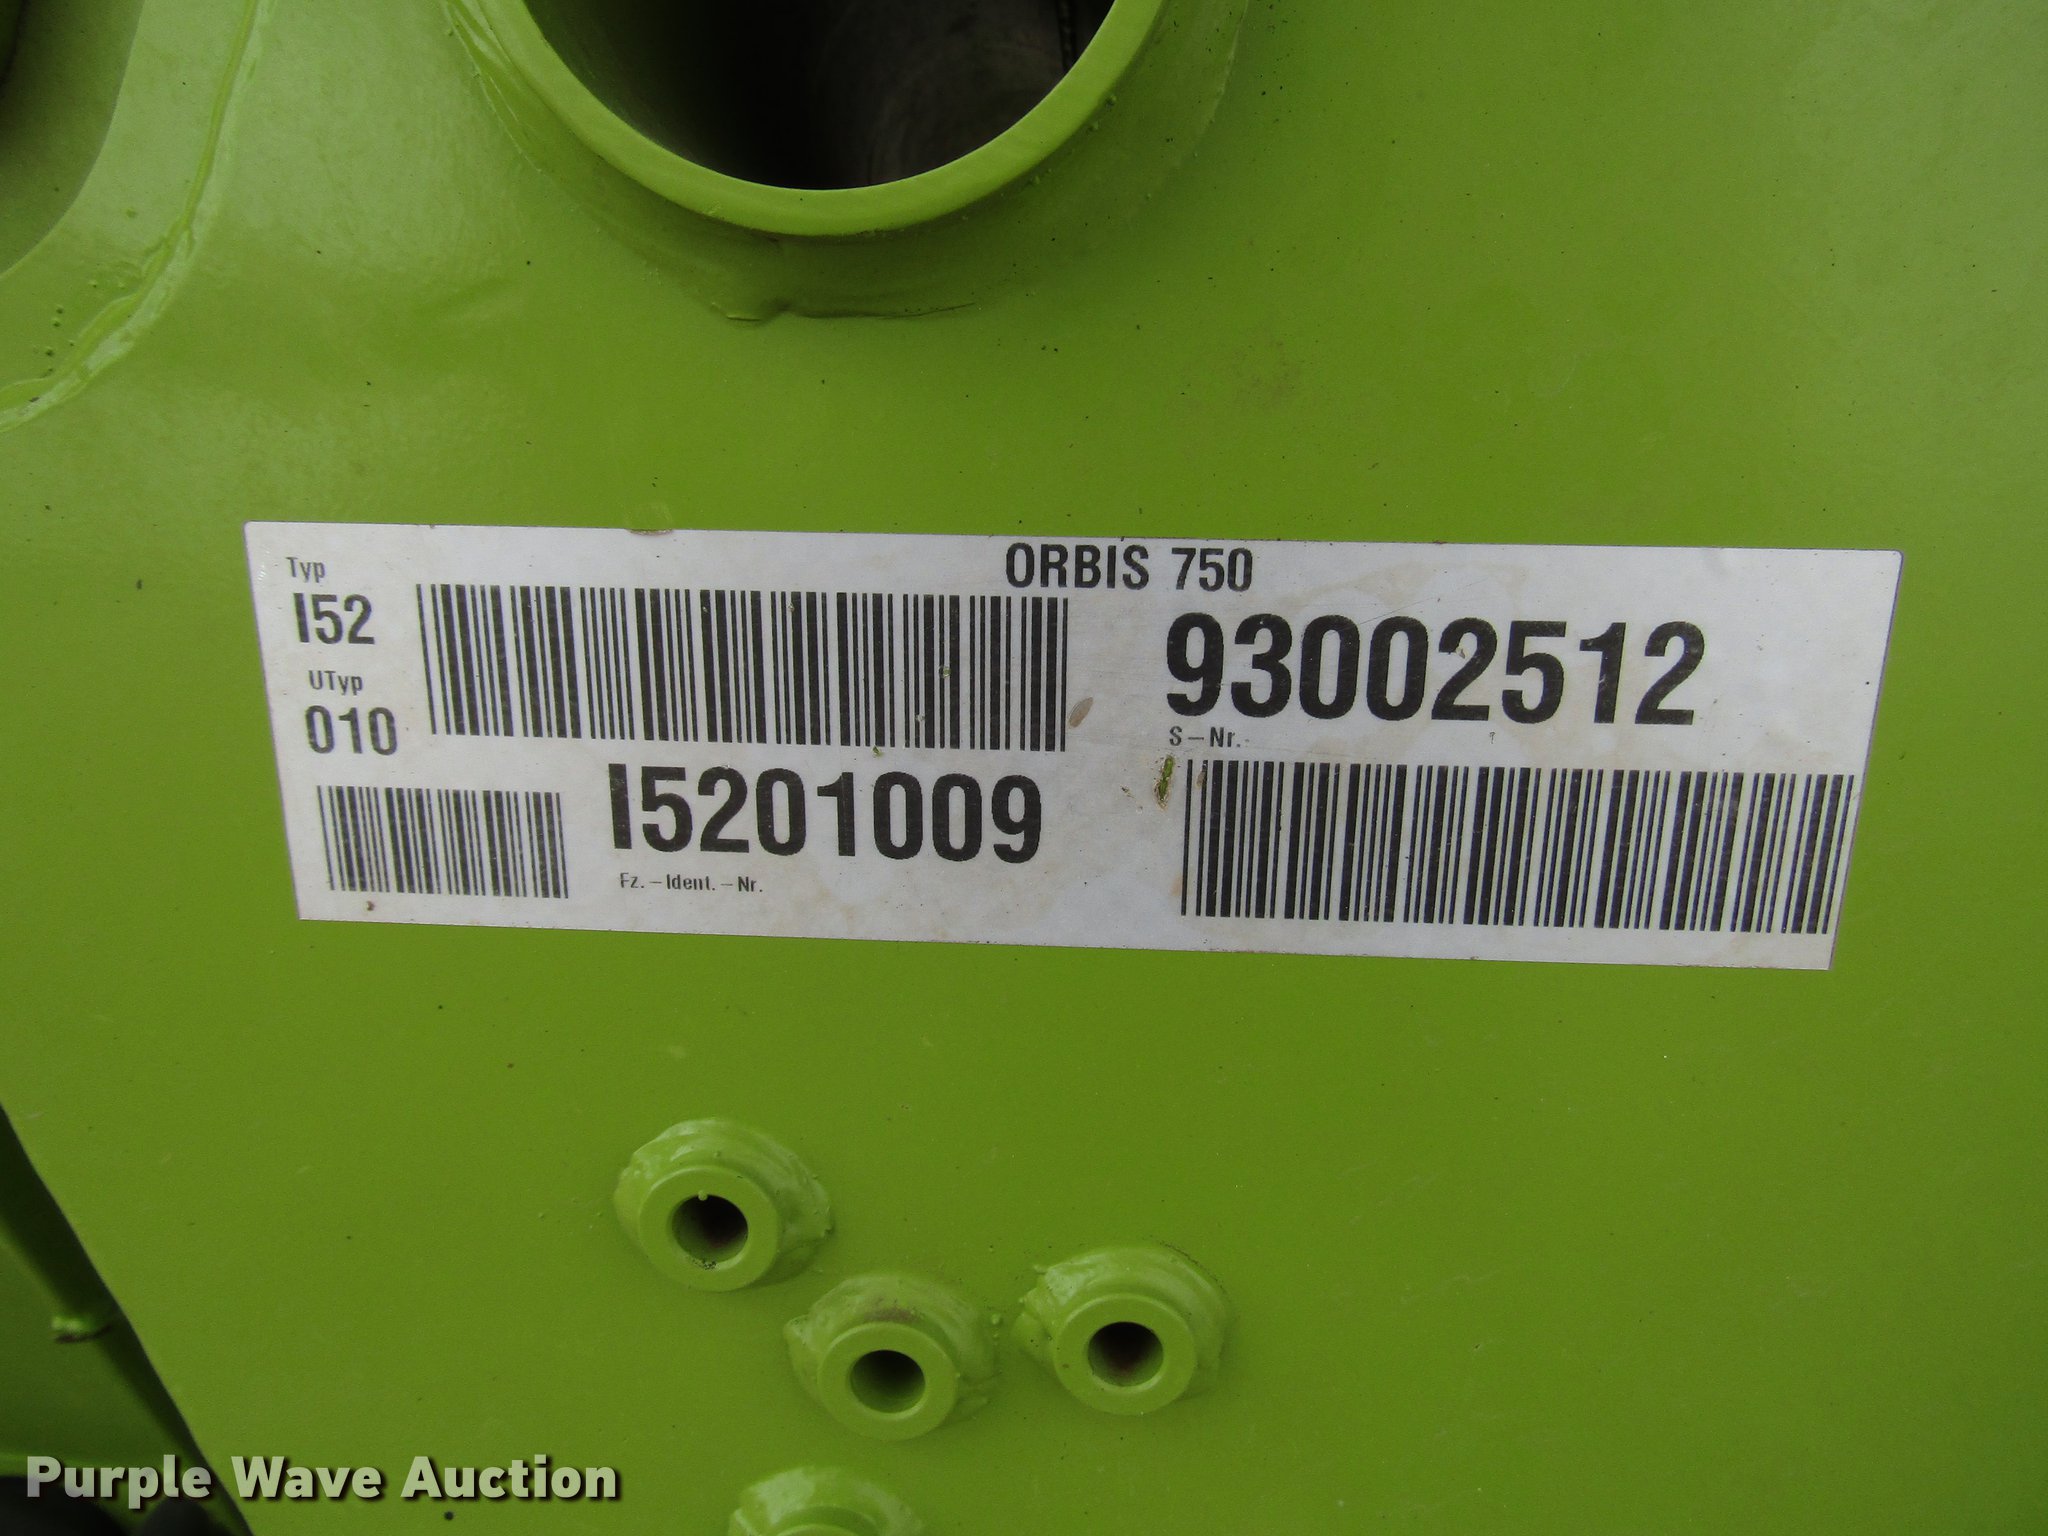 ORBIS 750
Typ
I52
93002512
UTyp
S-Nr.
010
I5201009
Fz.-Ident.-Nr.
Purple Wave Auction